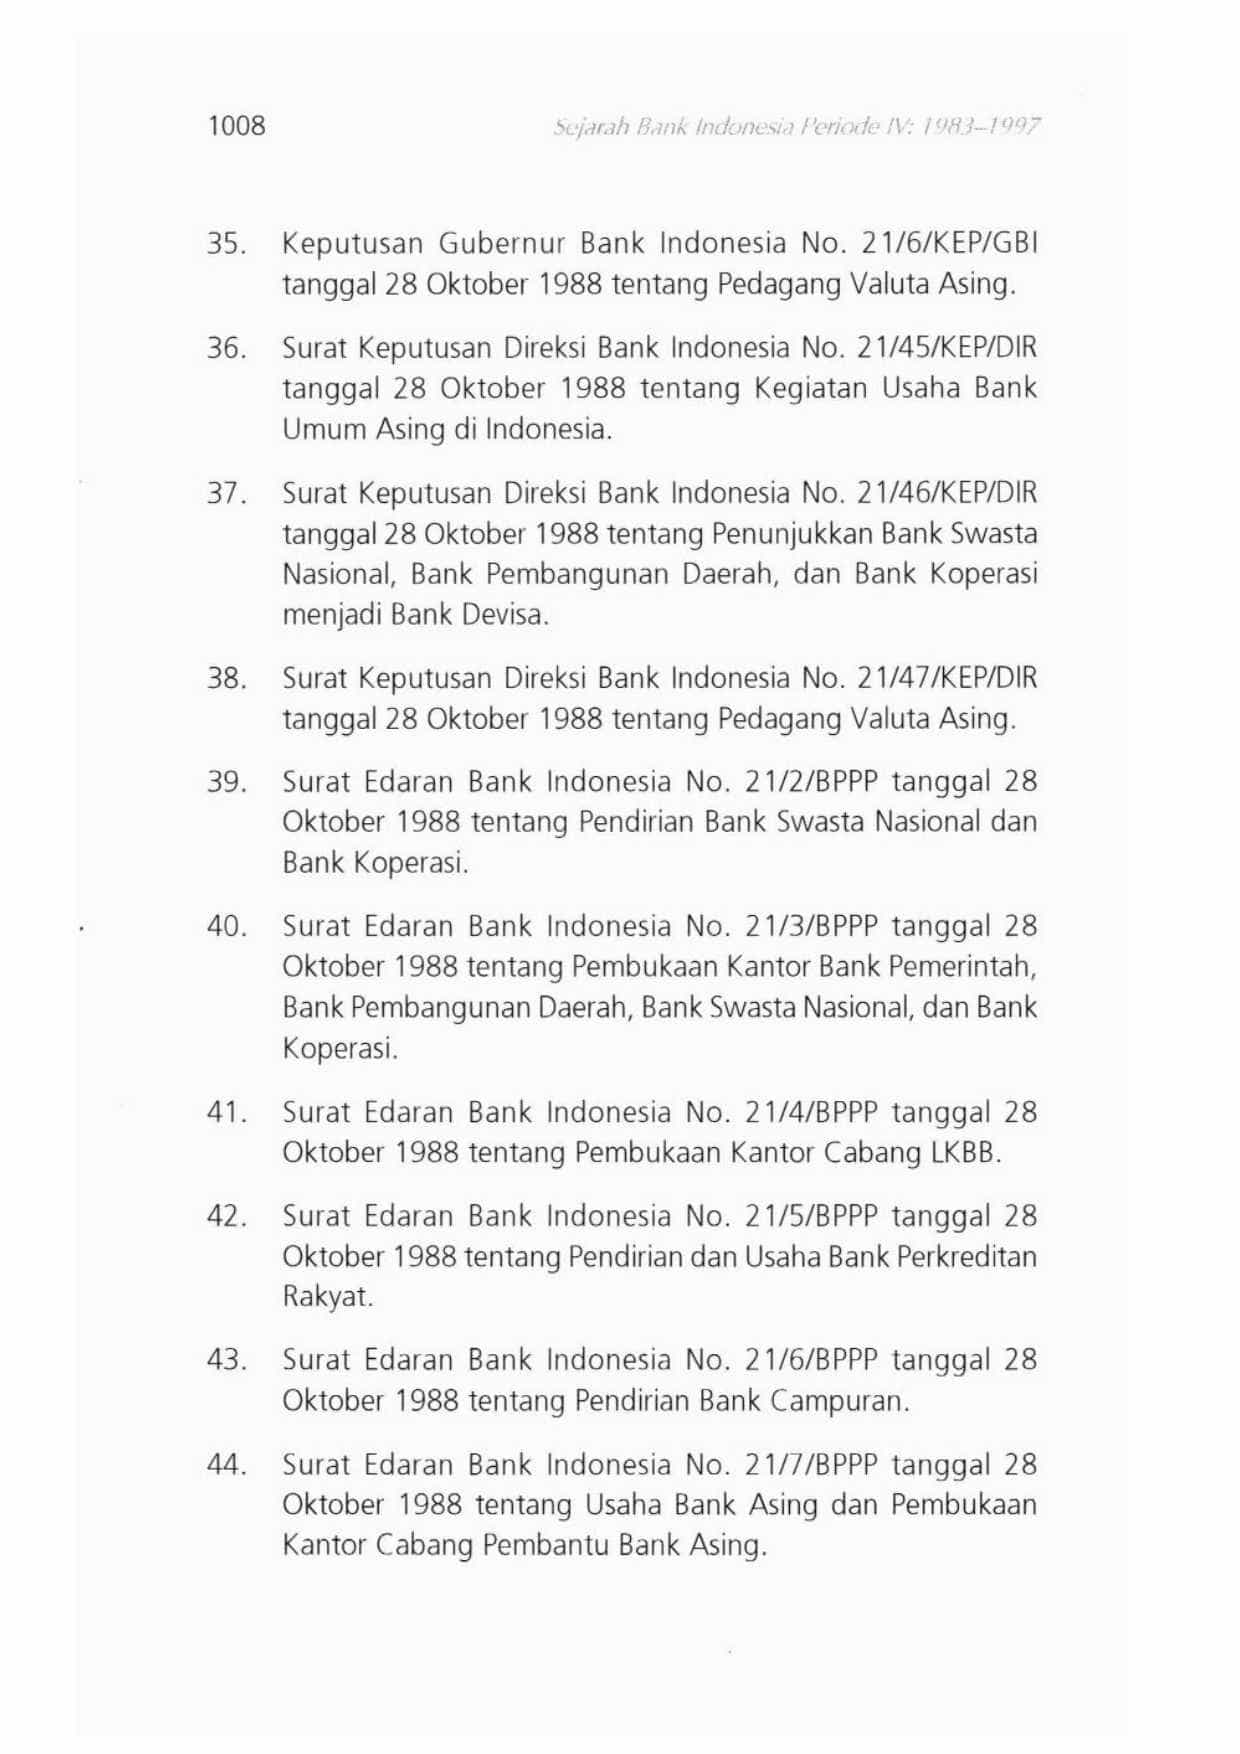 1008
Sejarah Bank Indonesia Periode IV: 1983–1997
35. Keputusan Gubernur Bank Indonesia No. 21/6/KEP/GBI
tanggal 28 Oktober 1988 tentang Pedagang Valuta Asing.
36. Surat Keputusan Direksi Bank Indonesia No. 21/45/KEP/DIR
tanggal 28 Oktober 1988 tentang Kegiatan Usaha Bank
Umum Asing di Indonesia.
37. Surat Keputusan Direksi Bank Indonesia No. 21/46/KEP/DIR
tanggal 28 Oktober 1988 tentang Penunjukkan Bank Swasta
Nasional, Bank Pembangunan Daerah, dan Bank Koperasi
menjadi Bank Devisa.
38. Surat Keputusan Direksi Bank Indonesia No. 21/47/KEP/DIR
tanggal 28 Oktober 1988 tentang Pedagang Valuta Asing.
39. Surat Edaran Bank Indonesia No. 21/2/BPPP tanggal 28
Oktober 1988 tentang Pendirian Bank Swasta Nasional dan
Bank Koperasi.
40. Surat Edaran Bank Indonesia No. 21/3/BPPP tanggal 28
Oktober 1988 tentang Pembukaan Kantor Bank Pemerintah,
Bank Pembangunan Daerah, Bank Swasta Nasional, dan Bank
Koperasi.
41. Surat Edaran Bank Indonesia No. 21/4/BPPP tanggal 28
Oktober 1988 tentang Pembukaan Kantor Cabang LKBB.
42. Surat Edaran Bank Indonesia No. 21/5/BPPP tanggal 28
Oktober 1988 tentang Pendirian dan Usaha Bank Perkreditan
Rakyat.
43. Surat Edaran Bank Indonesia No. 21/6/BPPP tanggal 28
Oktober 1988 tentang Pendirian Bank Campuran.
44. Surat Edaran Bank Indonesia No. 21/7/BPPP tanggal 28
Oktober 1988 tentang Usaha Bank Asing dan Pembukaan
Kantor Cabang Pembantu Bank Asing.